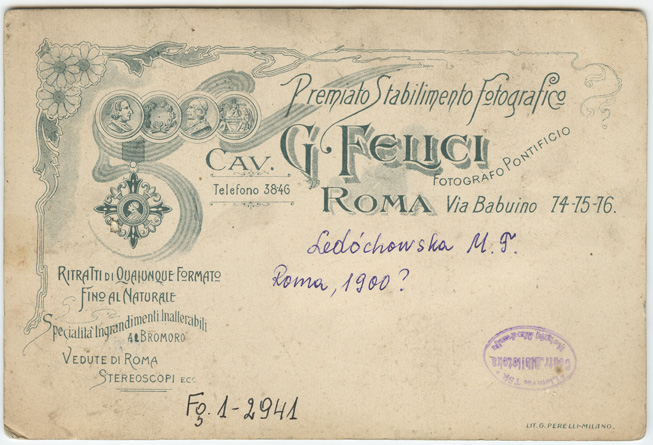 Premiato Stabilimento Fotografico
CAV. G. FELICI
FOTOGRAFO PONTIFICIO
Telefono 3846
ROMA Via Babuino 74-75-76.
Ledóchowska M. T.
Roma, 1900?
RITRATTI DI QUALUNQUE FORMATO
FINO AL NATURALE
Specialità Ingrandimenti Inalterabili
AL BROMORO
VEDUTE DI ROMA
STEREOSCOPI ECC
Fg. 1-2941
LIT. G. PERELLI-MILANO.